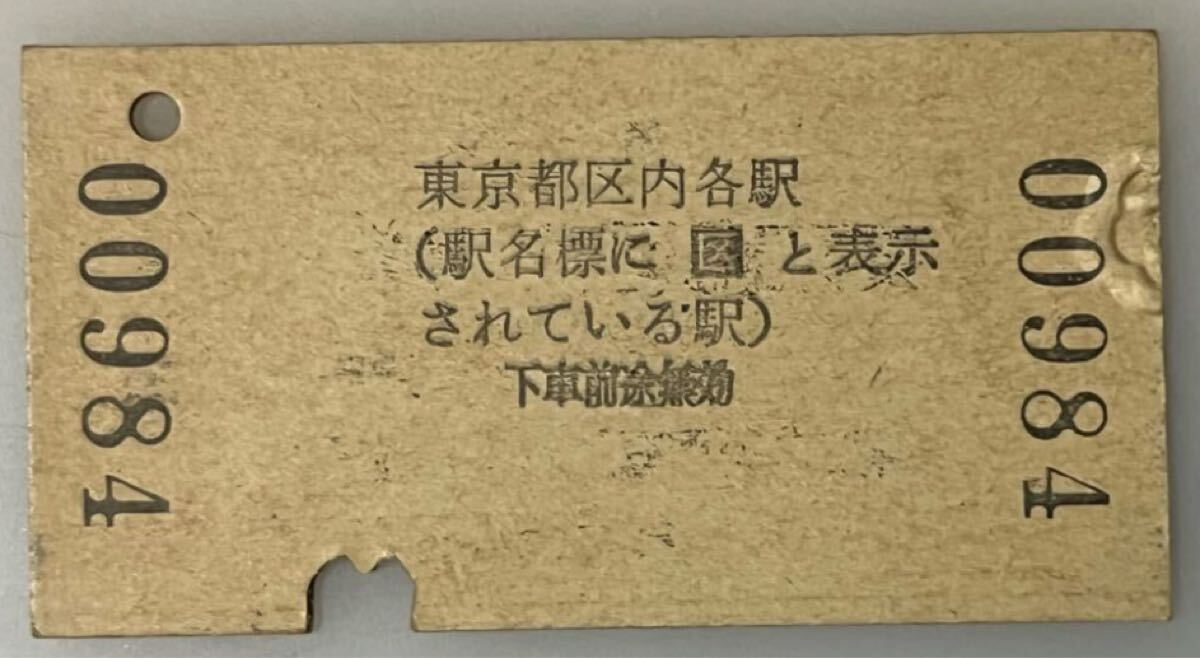 00984
東京都区内各駅
(駅名標に 区 と表示
されている駅)
下車前途無効
00984